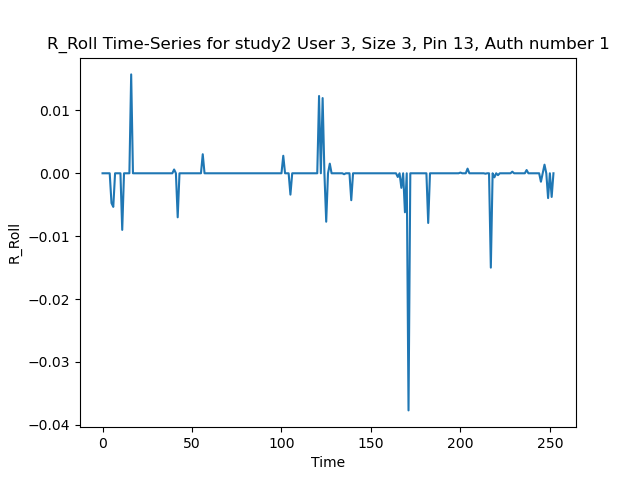 R_Roll Time-Series for study2 User 3, Size 3, Pin 13, Auth number 1
0.01
0.00
−0.01
−0.02
−0.03
−0.04
R_Roll
0 50 100 150 200 250
Time